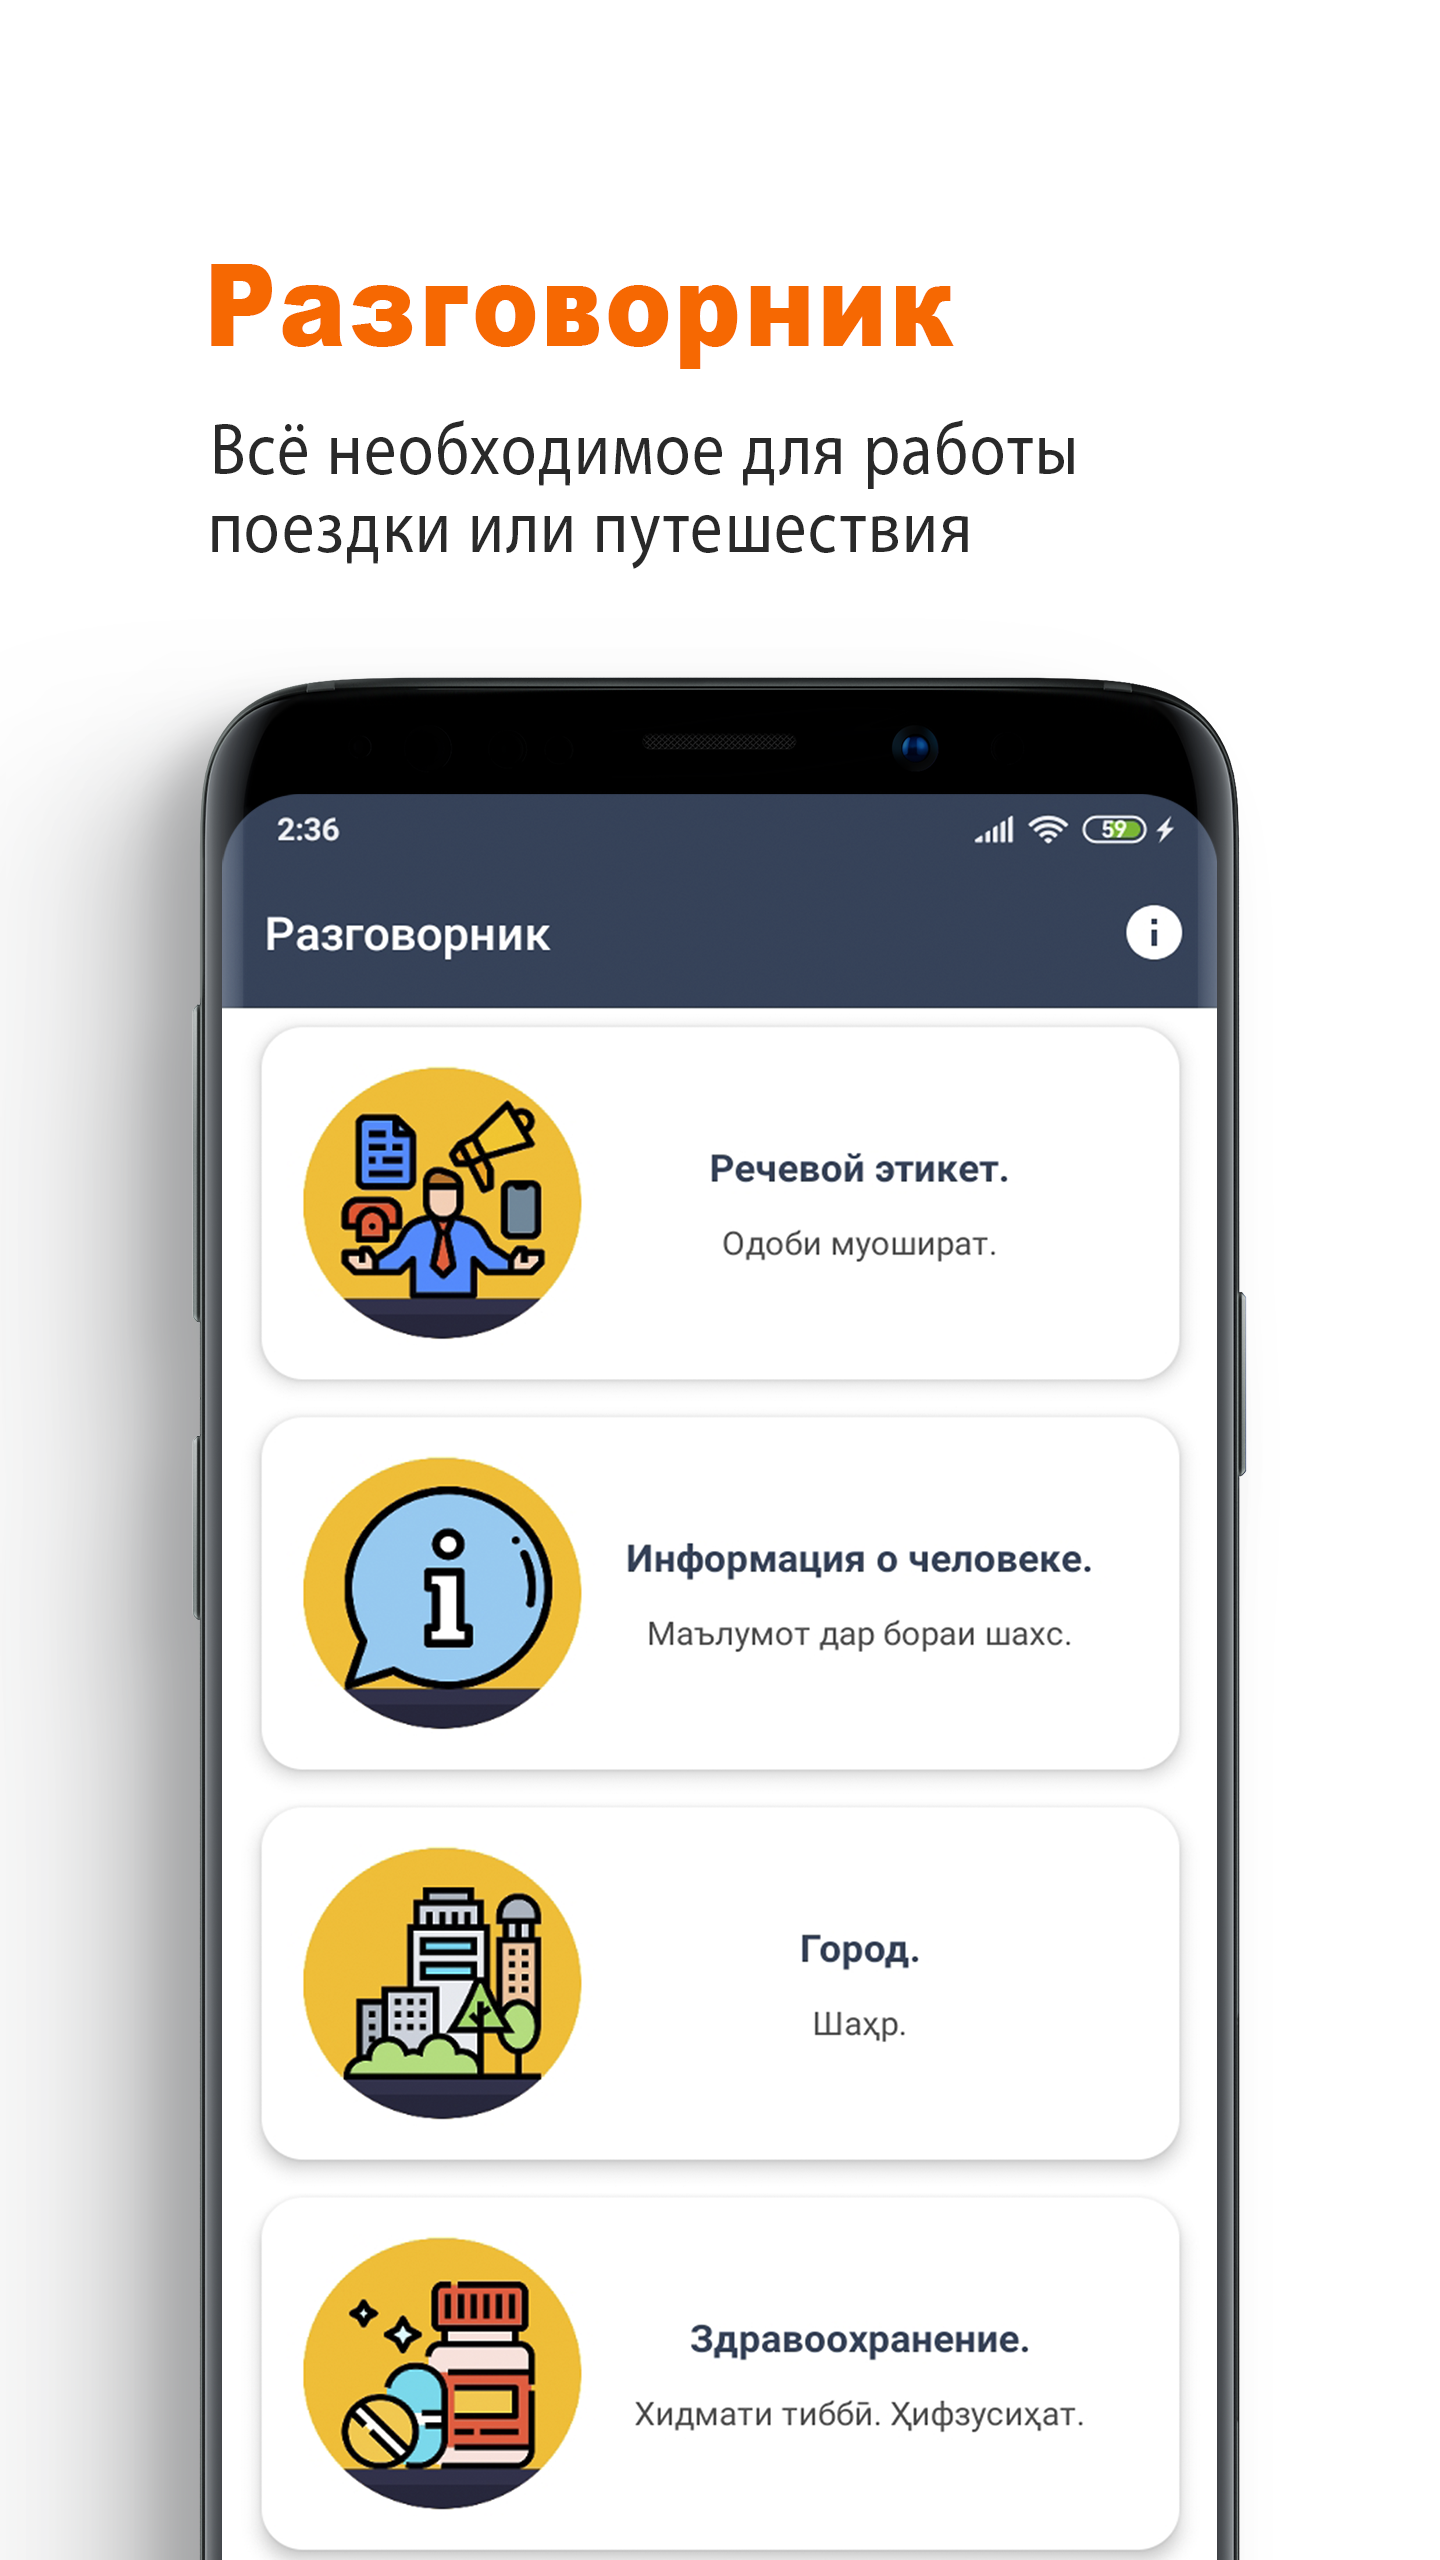 Разговорник
Всё необходимое для работы
поездки или путешествия
2:36
59
Разговорник
Речевой этикет.
Одоби муошират.
Информация о человеке.
Маълумот дар бораи шахс.
Город.
Шаҳр.
Здравоохранение.
Хидмати тиббӣ. Ҳифзусиҳат.